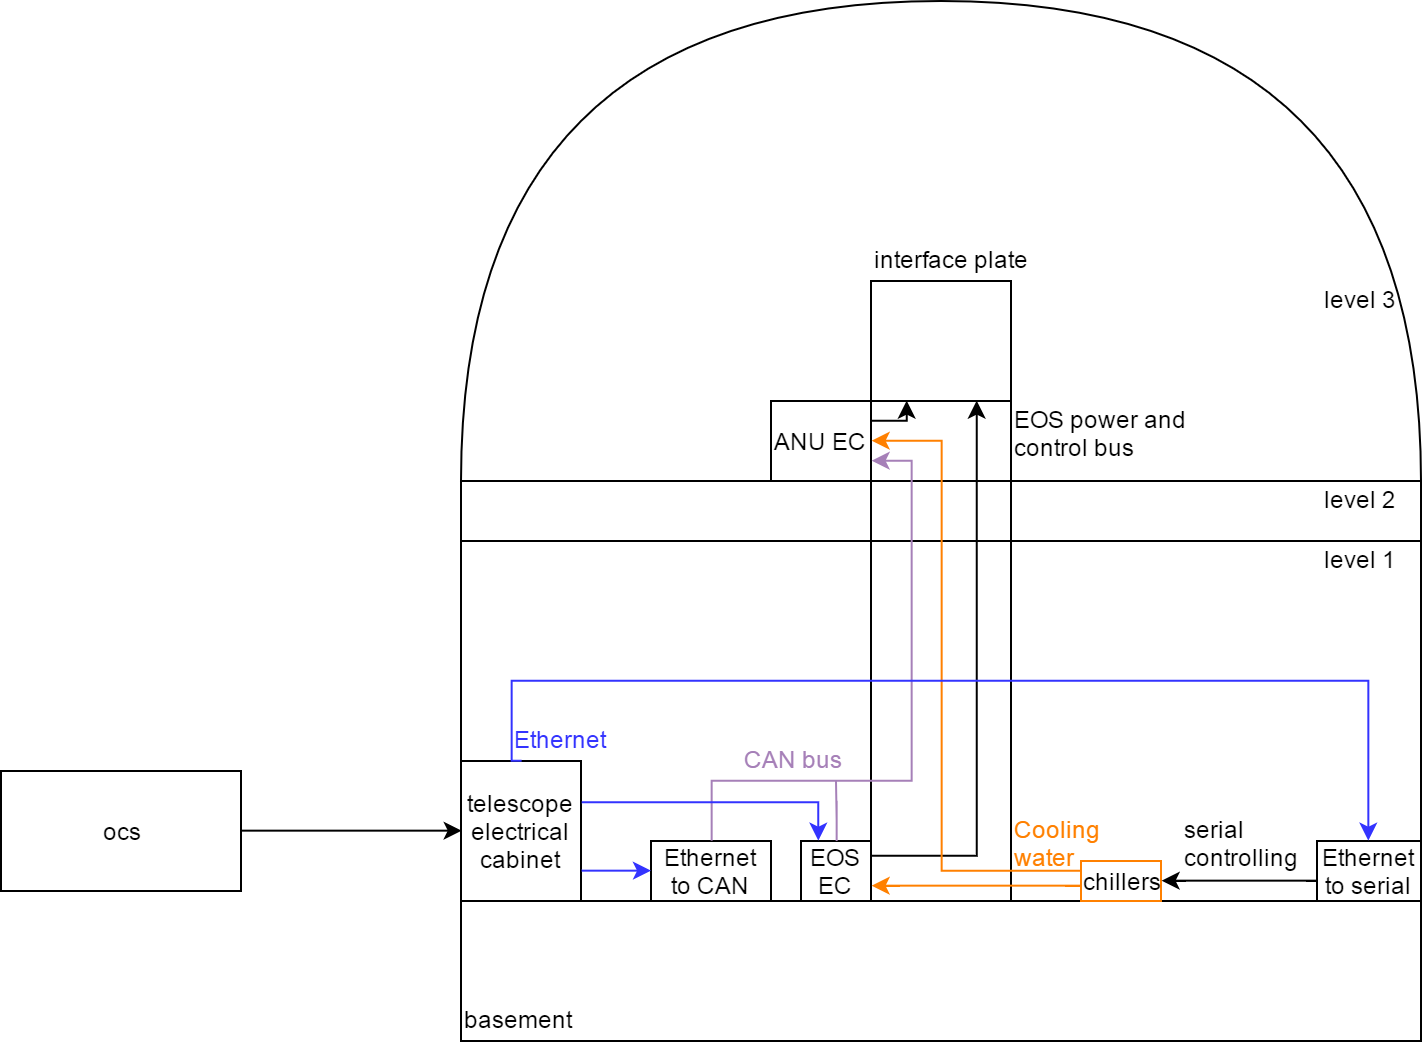 interface plate
level 3
ANU EC
EOS power and
control bus
level 2
level 1
Ethernet
CAN bus
ocs
telescope
electrical
cabinet
Ethernet
to CAN
EOS
EC
Cooling
water
chillers
serial
controlling
Ethernet
to serial
basement